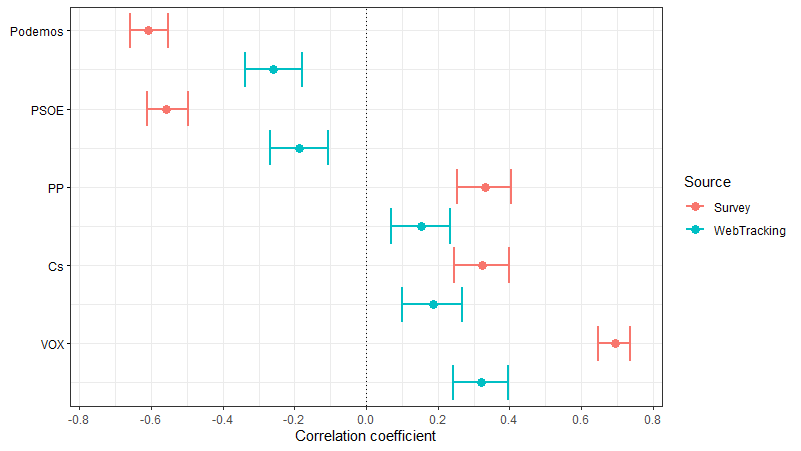 Podemos
PSOE
PP
Cs
VOX
-0.8 -0.6 -0.4 -0.2 0.0 0.2 0.4 0.6 0.8
Correlation coefficient
Source
Survey
WebTracking